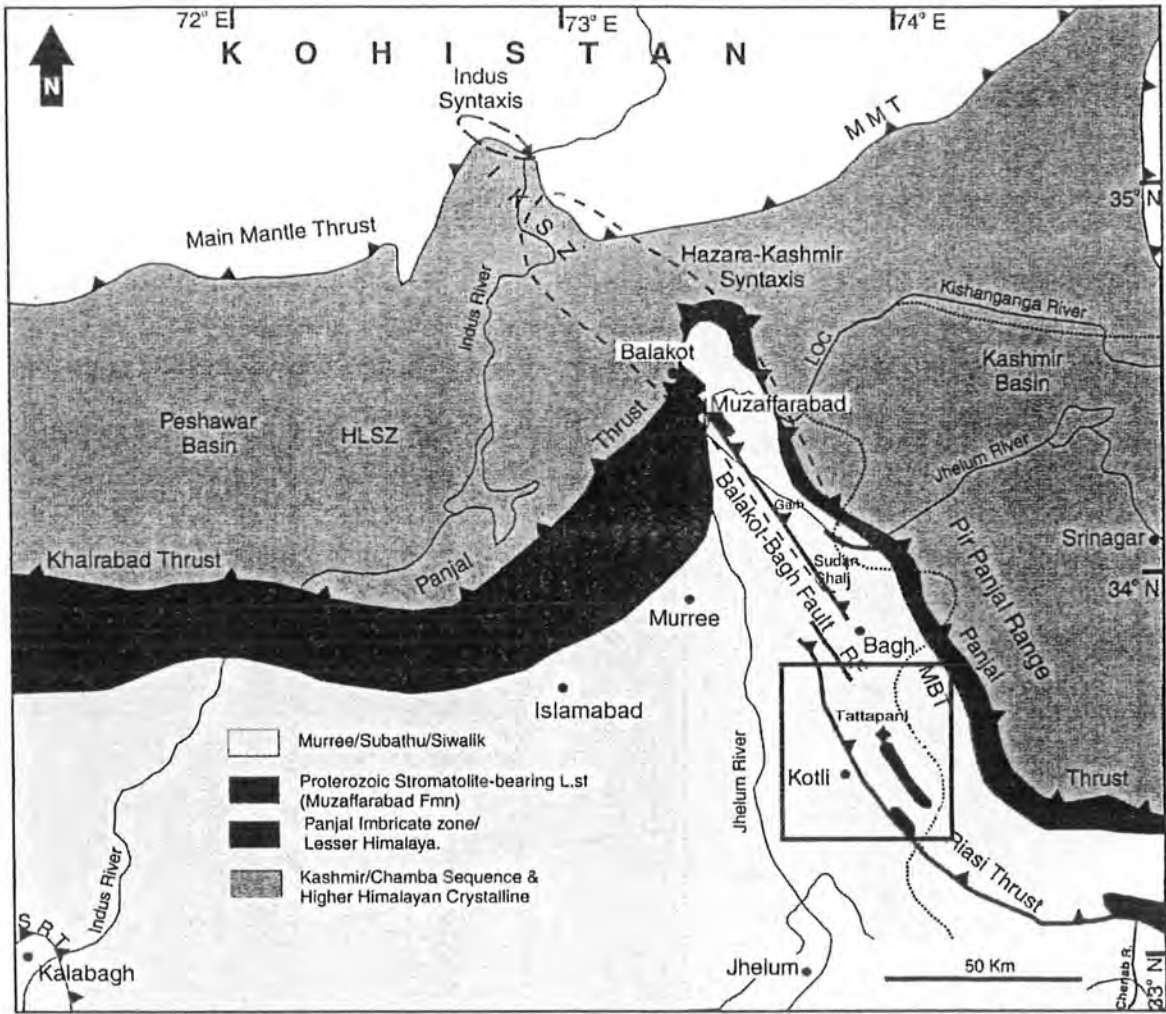 72° E
73° E
74° E
K O H I S T A N
N
Indus
Syntaxis
MMT
35° N
I K S Z
Main Mantle Thrust
Hazara-Kashmir
Syntaxis
Kishanganga River
Indus River
LOC
Balakot
Kashmir
Basin
Peshawar
Basin
HLSZ
Thrust
Muzaffarabad
Jhelum River
Balakot-Bagh Fault
Garhi
Pir Panjal Range
Srinagar
Khairabad Thrust
Panjal
Sudhan
Ghali
34° N
Murree
Bagh
MBT
Panjal
Islamabad
Tattapani
Murree/Subathu/Siwalik
Kotli
Thrust
Proterozoic Stromatolite-bearing L.st
(Muzaffarabad Fmn)
Jhelum River
Panjal Imbricate zone/
Lesser Himalaya.
Riasi Thrust
Indus River
Kashmir/Chamba Sequence &
Higher Himalayan Crystalline
SRT
Kalabagh
Jhelum
50 Km
Chenab R.
33° N